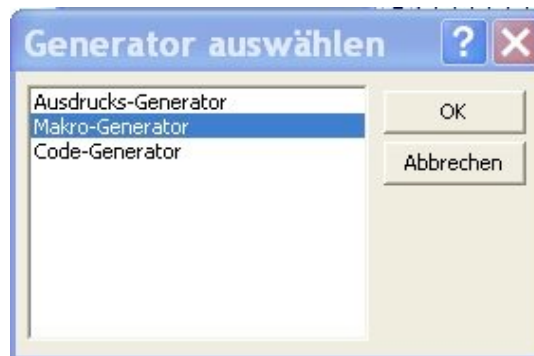 Generator auswählen
Ausdrucks-Generator
Makro-Generator
Code-Generator
OK
Abbrechen